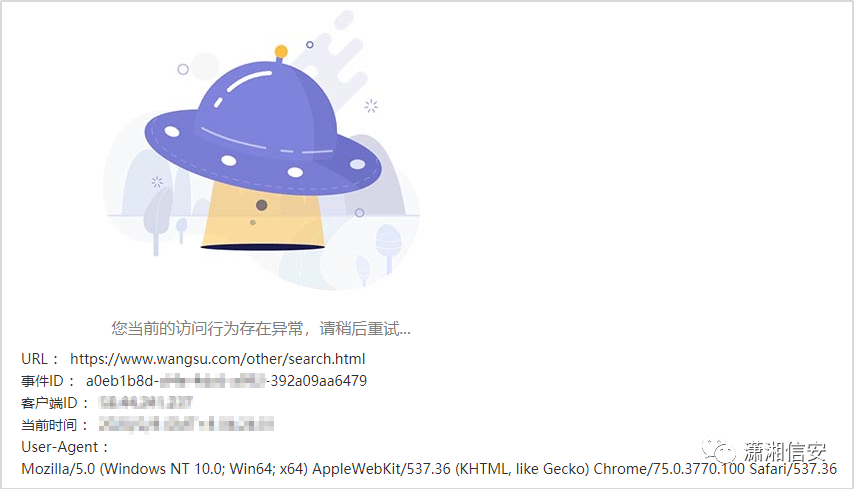 您当前的访问行为存在异常，请稍后重试...
URL： https://www.wangsu.com/other/search.html
事件ID： a0eb1b8d- -392a09aa6479
客户端ID：
当前时间：
User-Agent：
Mozilla/5.0 (Windows NT 10.0; Win64; x64) AppleWebKit/537.36 (KHTML, like Gecko) Chrome/75.0.3770.100 Safari/537.36
潇湘信安